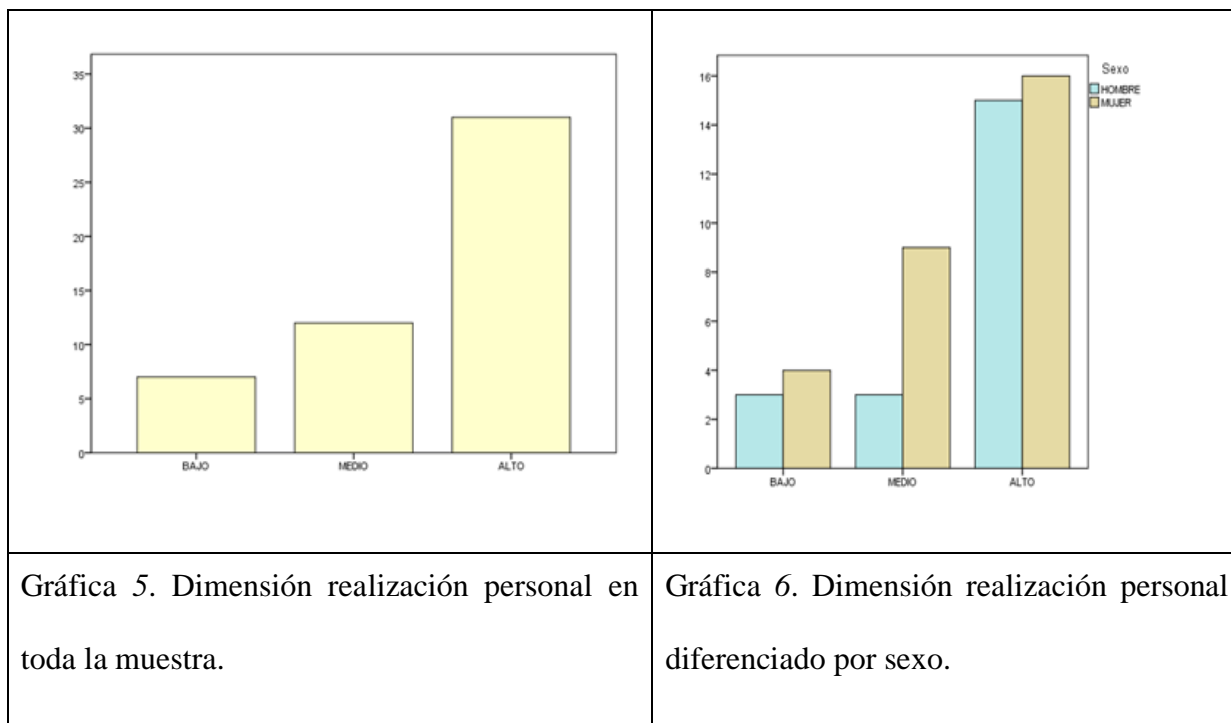 35
30
25
20
15
10
5
0
BAJO MEDIO ALTO
16
14
12
10
8
6
4
2
0
BAJO MEDIO ALTO
Sexo
HOMBRE
MUJER
Gráfica 5. Dimensión realización personal en
toda la muestra.
Gráfica 6. Dimensión realización personal
diferenciado por sexo.